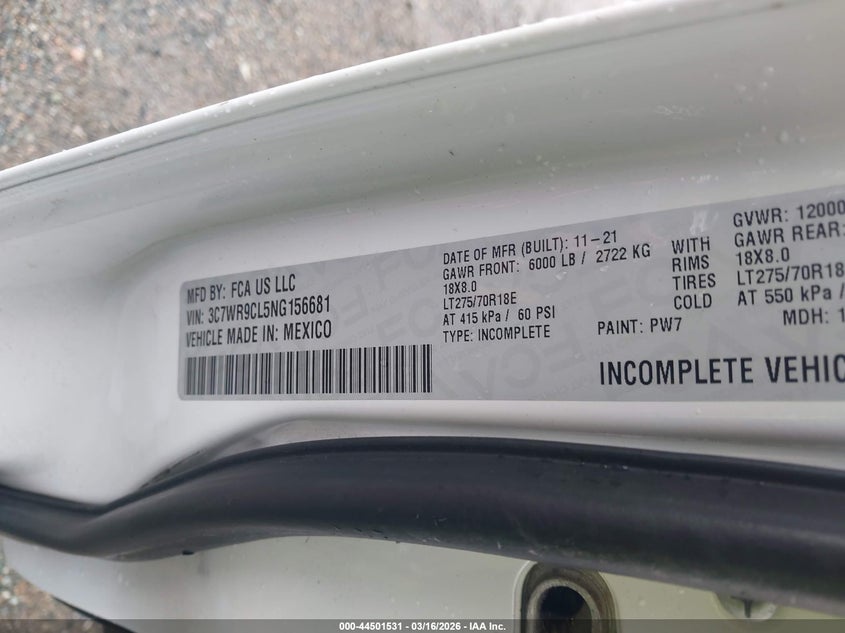 MFD BY: FCA US LLC
VIN: 3C7WR9CL5NG156681
VEHICLE MADE IN: MEXICO
DATE OF MFR (BUILT): 11-21
GAWR FRONT: 6000 LB / 2722 KG
18X8.0
LT275/70R18E
AT 415 kPa / 60 PSI
TYPE: INCOMPLETE
WITH
RIMS
TIRES
COLD
GVWR: 12000
GAWR REAR:
18X8.0
LT275/70R18
AT 550 kPa /
PAINT: PW7
MDH: 1
INCOMPLETE VEHIC
000-44501531 - 03/16/2026 - IAA Inc.